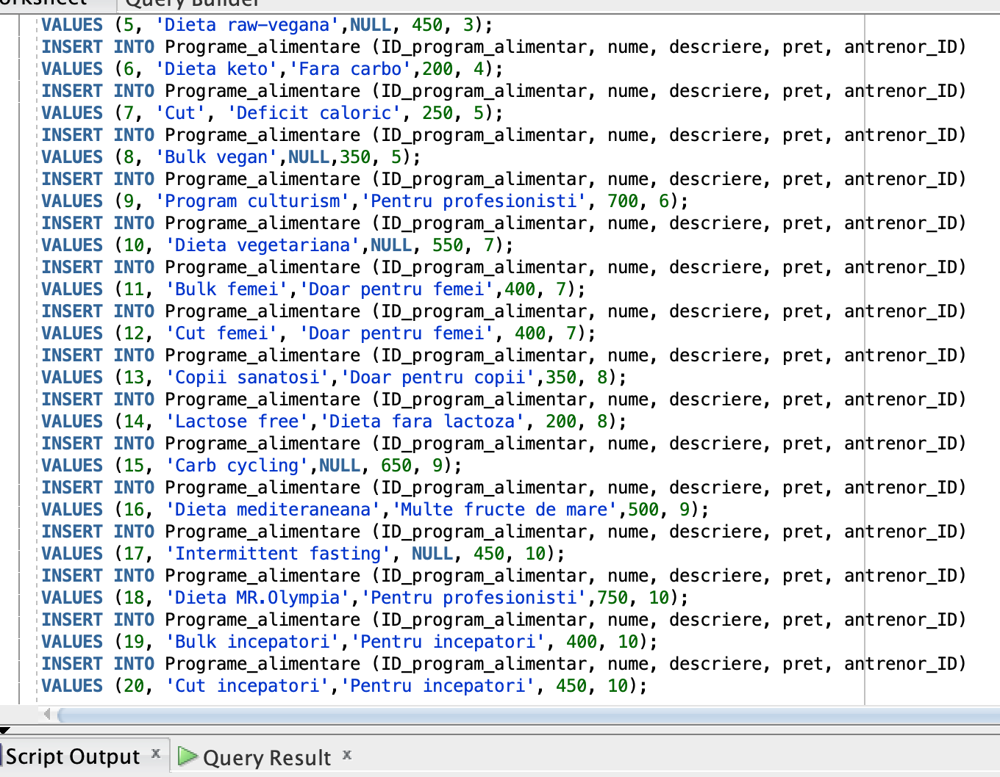 Worksheet Query Builder
VALUES (5, 'Dieta raw-vegana',NULL, 450, 3);
INSERT INTO Programe_alimentare (ID_program_alimentar, nume, descriere, pret, antrenor_ID)
VALUES (6, 'Dieta keto','Fara carbo',200, 4);
INSERT INTO Programe_alimentare (ID_program_alimentar, nume, descriere, pret, antrenor_ID)
VALUES (7, 'Cut', 'Deficit caloric', 250, 5);
INSERT INTO Programe_alimentare (ID_program_alimentar, nume, descriere, pret, antrenor_ID)
VALUES (8, 'Bulk vegan',NULL,350, 5);
INSERT INTO Programe_alimentare (ID_program_alimentar, nume, descriere, pret, antrenor_ID)
VALUES (9, 'Program culturism','Pentru profesionisti', 700, 6);
INSERT INTO Programe_alimentare (ID_program_alimentar, nume, descriere, pret, antrenor_ID)
VALUES (10, 'Dieta vegetariana',NULL, 550, 7);
INSERT INTO Programe_alimentare (ID_program_alimentar, nume, descriere, pret, antrenor_ID)
VALUES (11, 'Bulk femei','Doar pentru femei',400, 7);
INSERT INTO Programe_alimentare (ID_program_alimentar, nume, descriere, pret, antrenor_ID)
VALUES (12, 'Cut femei', 'Doar pentru femei', 400, 7);
INSERT INTO Programe_alimentare (ID_program_alimentar, nume, descriere, pret, antrenor_ID)
VALUES (13, 'Copii sanatosi','Doar pentru copii',350, 8);
INSERT INTO Programe_alimentare (ID_program_alimentar, nume, descriere, pret, antrenor_ID)
VALUES (14, 'Lactose free','Dieta fara lactoza', 200, 8);
INSERT INTO Programe_alimentare (ID_program_alimentar, nume, descriere, pret, antrenor_ID)
VALUES (15, 'Carb cycling',NULL, 650, 9);
INSERT INTO Programe_alimentare (ID_program_alimentar, nume, descriere, pret, antrenor_ID)
VALUES (16, 'Dieta mediteraneana','Multe fructe de mare',500, 9);
INSERT INTO Programe_alimentare (ID_program_alimentar, nume, descriere, pret, antrenor_ID)
VALUES (17, 'Intermittent fasting', NULL, 450, 10);
INSERT INTO Programe_alimentare (ID_program_alimentar, nume, descriere, pret, antrenor_ID)
VALUES (18, 'Dieta MR.Olympia','Pentru profesionisti',750, 10);
INSERT INTO Programe_alimentare (ID_program_alimentar, nume, descriere, pret, antrenor_ID)
VALUES (19, 'Bulk incepatori','Pentru incepatori', 400, 10);
INSERT INTO Programe_alimentare (ID_program_alimentar, nume, descriere, pret, antrenor_ID)
VALUES (20, 'Cut incepatori','Pentru incepatori', 450, 10);
Script Output x Query Result x